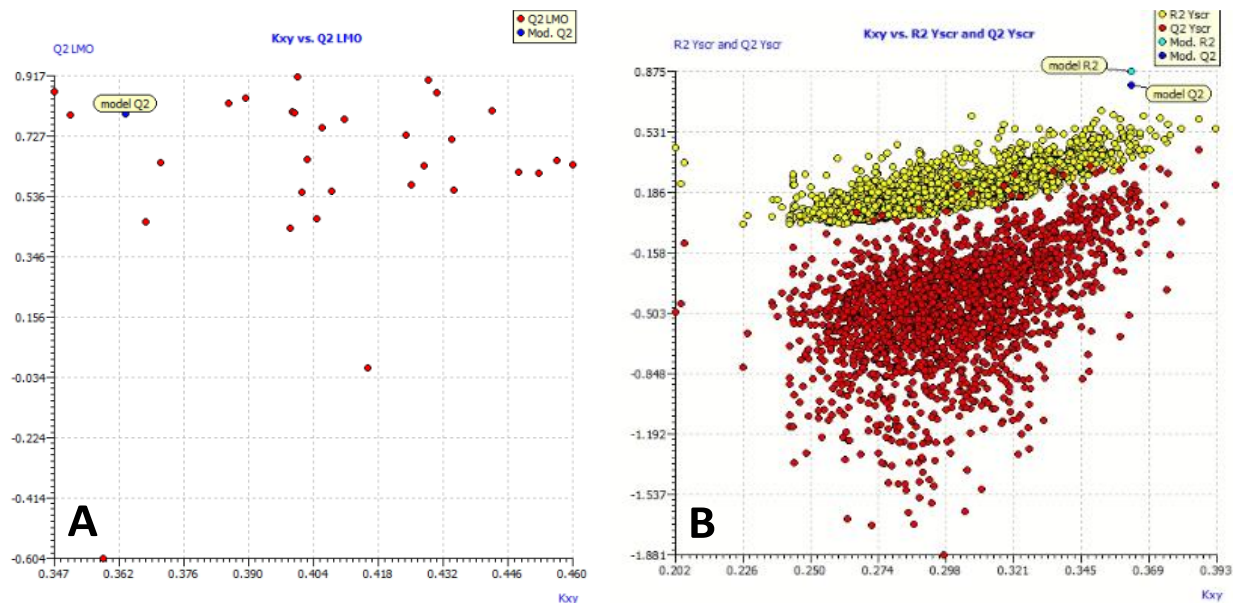 Kxy vs. Q2 LMO
Q2 LMO
Mod. Q2
Q2 LMO
0.917
0.727
0.536
0.346
0.156
-0.034
-0.224
-0.414
-0.604
model Q2
A
0.347 0.362 0.376 0.390 0.404 0.418 0.432 0.446 0.460
Kxy
Kxy vs. R2 Yscr and Q2 Yscr
R2 Yscr
Q2 Yscr
Mod. R2
Mod. Q2
R2 Yscr and Q2 Yscr
model R2
model Q2
0.875
0.531
0.186
-0.158
-0.503
-0.848
-1.192
-1.537
-1.881
B
0.202 0.226 0.250 0.274 0.298 0.321 0.345 0.369 0.393
Kxy